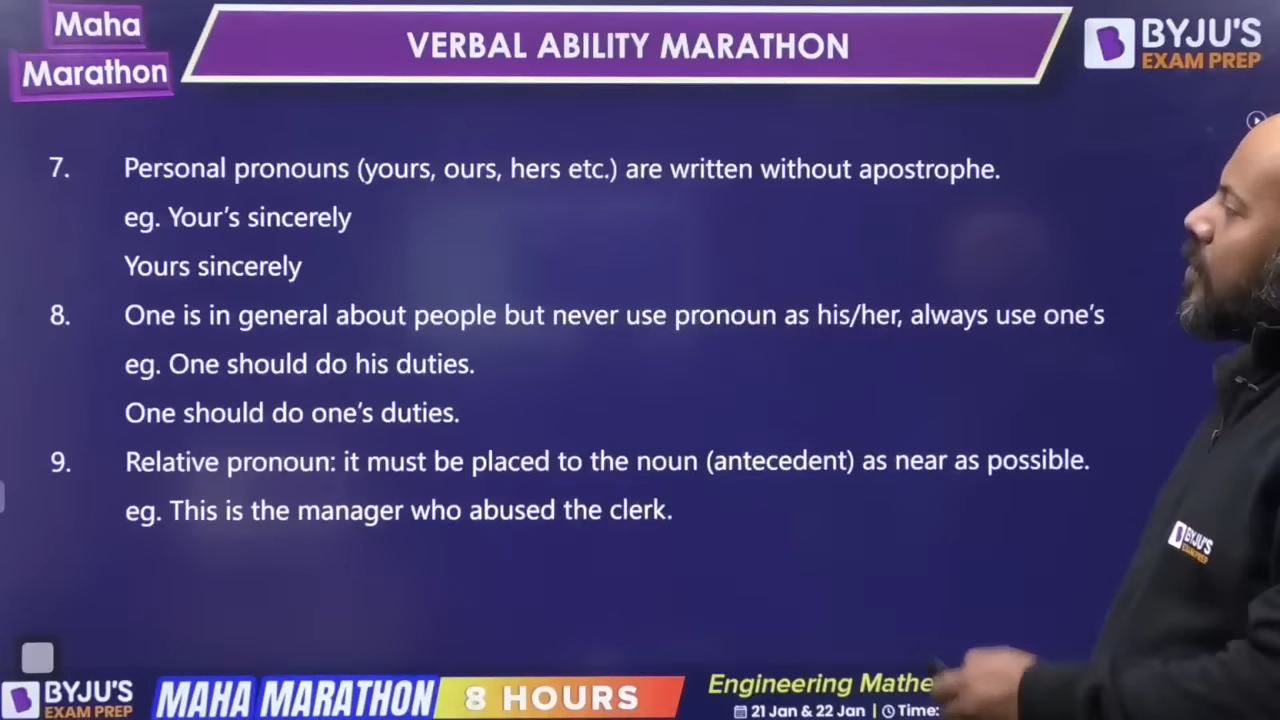 Maha
Marathon
VERBAL ABILITY MARATHON
BYJU'S
EXAM PREP
7. Personal pronouns (yours, ours, hers etc.) are written without apostrophe.
eg. Your's sincerely
Yours sincerely
8. One is in general about people but never use pronoun as his/her, always use one's
eg. One should do his duties.
One should do one's duties.
9. Relative pronoun: it must be placed to the noun (antecedent) as near as possible.
eg. This is the manager who abused the clerk.
BYJU'S
EXAM PREP
BYJU'S
EXAM PREP
MAHA MARATHON
8 HOURS
Engineering Mathe
21 Jan & 22 Jan | Time: